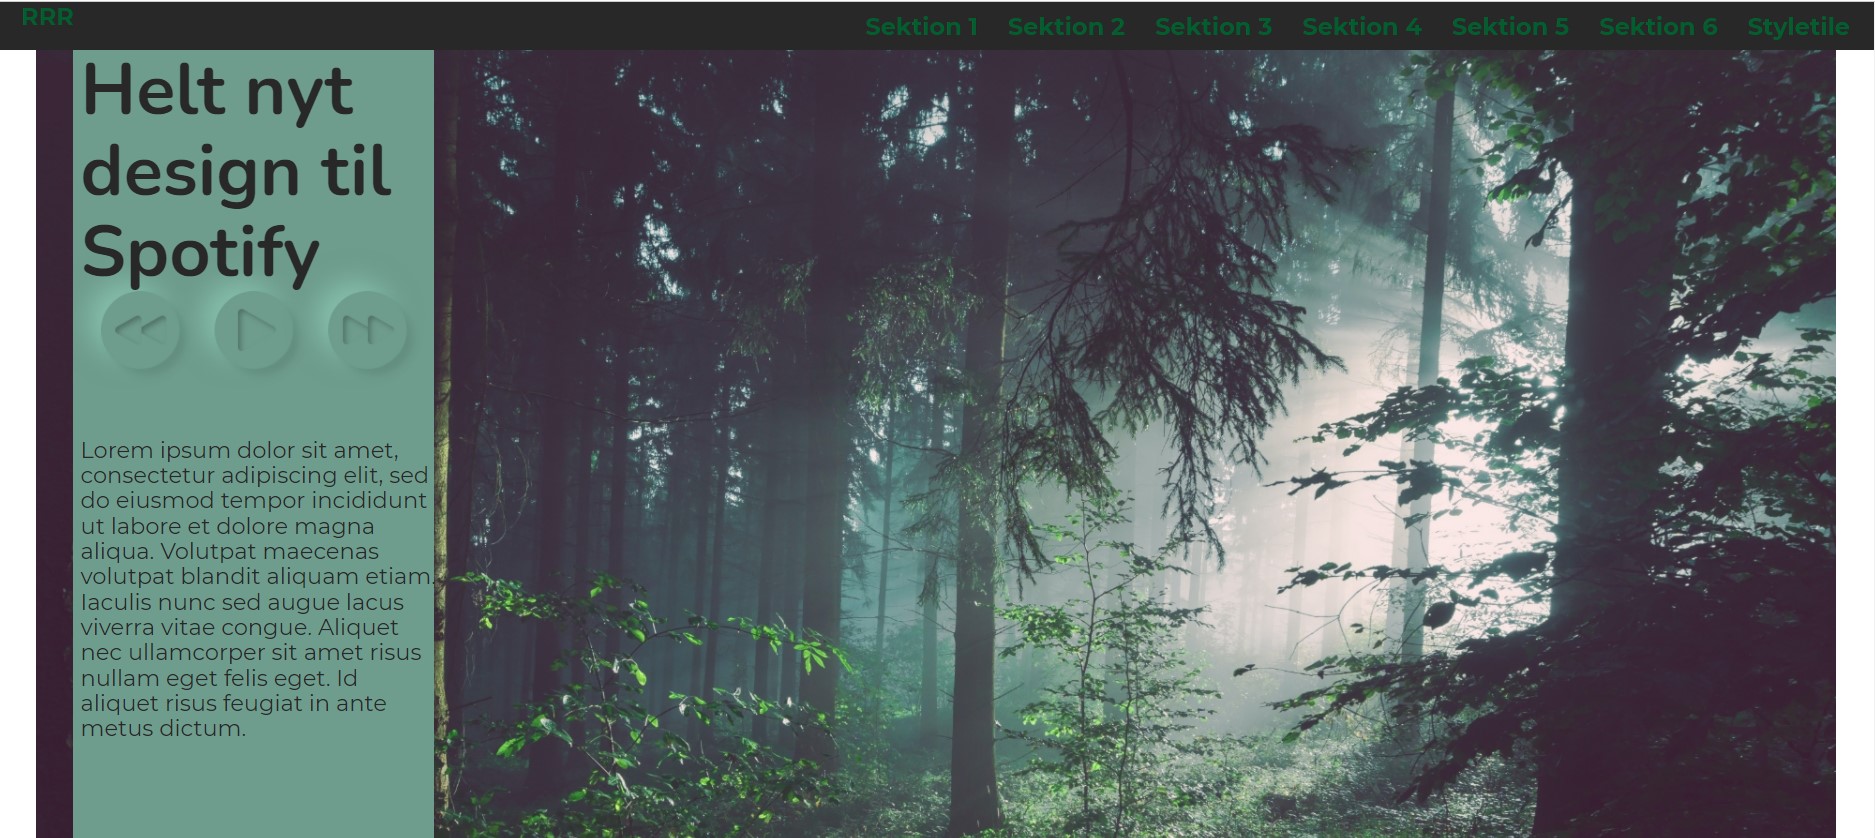 RRR
Sektion 1 Sektion 2 Sektion 3 Sektion 4 Sektion 5 Sektion 6 Styletile
Helt nyt
design til
Spotify
Lorem ipsum dolor sit amet,
consectetur adipiscing elit, sed
do eiusmod tempor incididunt
ut labore et dolore magna
aliqua. Volutpat maecenas
volutpat blandit aliquam etiam.
Iaculis nunc sed augue lacus
viverra vitae congue. Aliquet
nec ullamcorper sit amet risus
nullam eget felis eget. Id
aliquet risus feugiat in ante
metus dictum.